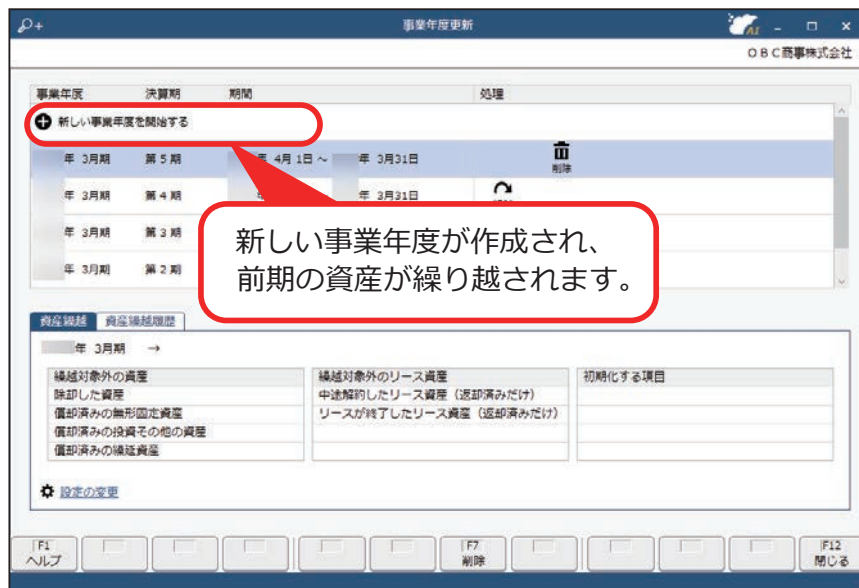 事業年度更新
AI
OBC商事株式会社
事業年度 決算期 期間 処理
新しい事業年度を開始する
年 3月期 第5期 年 4月 1日～ 年 3月31日 削除
年 3月期 第4期 年 3月31日
年 3月期 第3期
年 3月期 第2期
新しい事業年度が作成され、
前期の資産が繰り越されます。
資産繰越 資産繰越履歴
年 3月期 →
繰越対象外の資産 繰越対象外のリース資産 初期化する項目
除却した資産 中途解約したリース資産（返却済みだけ）
償却済みの無形固定資産 リースが終了したリース資産（返却済みだけ）
償却済みの投資その他の資産
償却済みの繰延資産
設定の変更
F1 F7 F12
ヘルプ 削除 閉じる